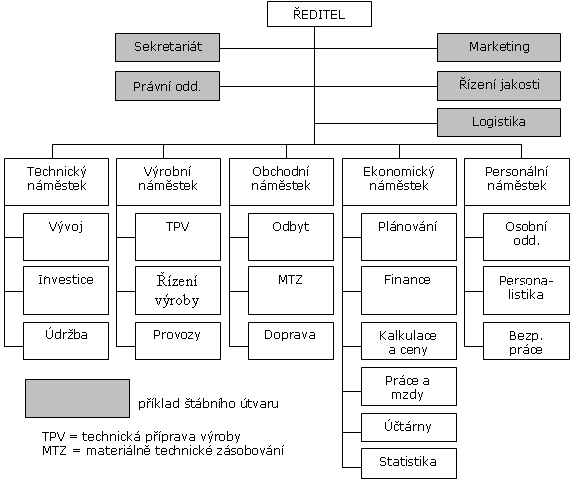 ŘEDITEL
Sekretariát
Marketing
Právní odd.
Řízení jakosti
Logistika
Technický
náměstek
Výrobní
náměstek
Obchodní
náměstek
Ekonomický
náměstek
Personální
náměstek
Vývoj
TPV
Odbyt
Plánování
Osobní
odd.
Investice
Řízení
výroby
MTZ
Finance
Persona-
listika
Údržba
Provozy
Doprava
Kalkulace
a ceny
Bezp.
práce
Práce a
mzdy
Účtárny
Statistika
příklad štábního útvaru
TPV = technická příprava výroby
MTZ = materiálně technické zásobování